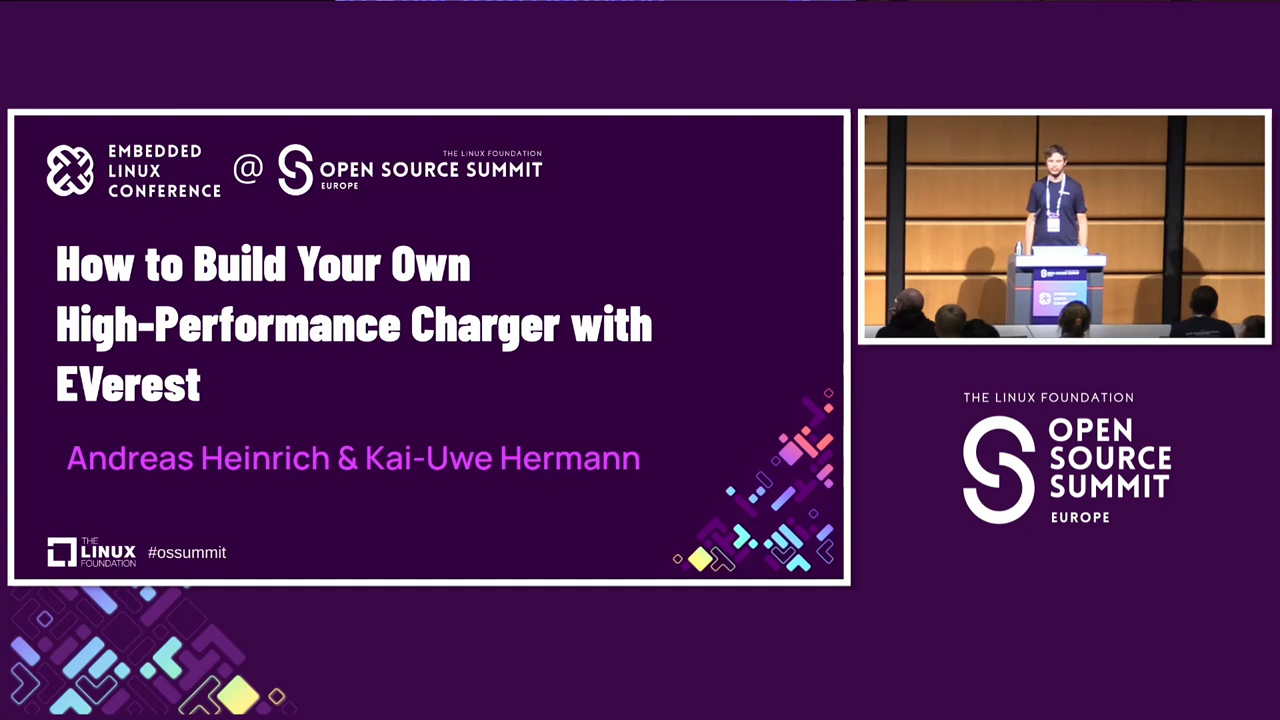 EMBEDDED
LINUX
CONFERENCE
@
THE LINUX FOUNDATION
OPEN SOURCE SUMMIT
EUROPE
How to Build Your Own
High-Performance Charger with
EVerest
Andreas Heinrich & Kai-Uwe Hermann
THE
LINUX
FOUNDATION
#ossummit
THE LINUX FOUNDATION
OPEN
SOURCE
SUMMIT
EUROPE